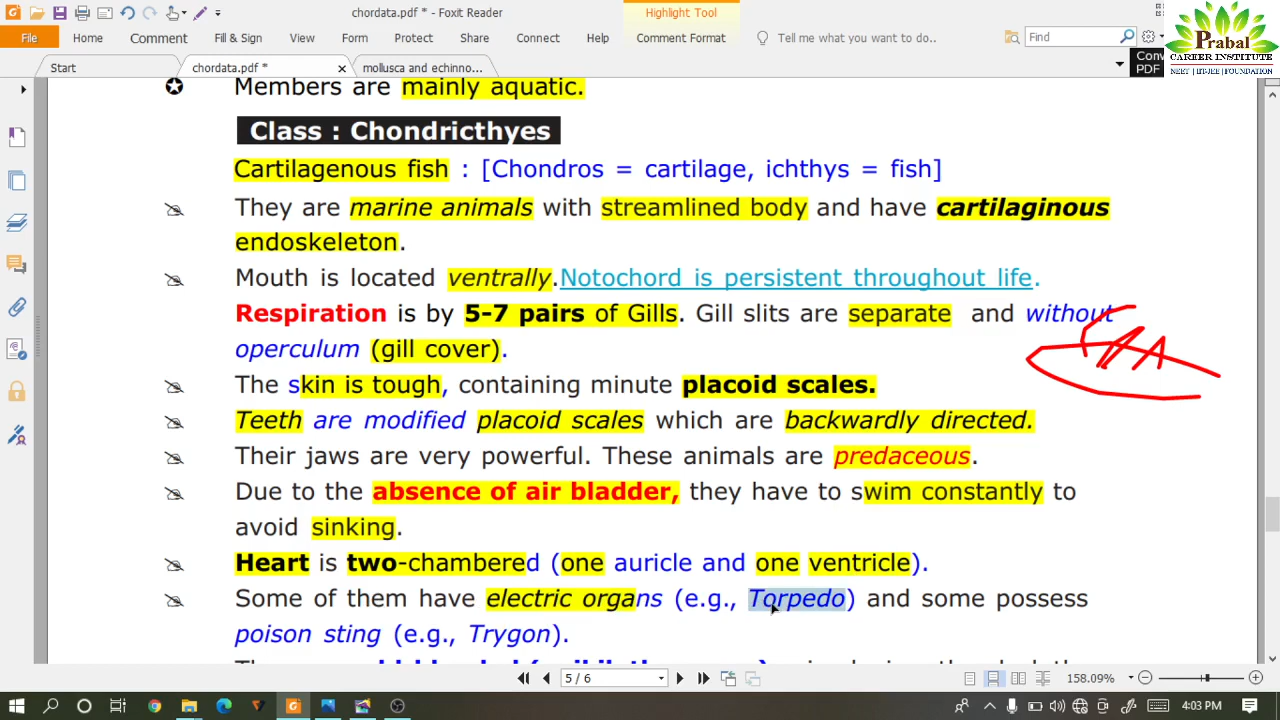 chordata.pdf * - Foxit Reader
Highlight Tool
File Home Comment Fill & Sign View Form Protect Share Connect Help Comment Format Tell me what you want to do.. Find
Prabal
CAREER INSTITUTE
NEET | IIT-JEE | FOUNDATION
Start chordata.pdf * mollusca and echinno...
Conv
PDF
Members are mainly aquatic.
Class : Chondricthyes
Cartilagenous fish : [Chondros = cartilage, ichthys = fish]
They are marine animals with streamlined body and have cartilaginous
endoskeleton.
Mouth is located ventrally.Notochord is persistent throughout life.
Respiration is by 5-7 pairs of Gills. Gill slits are separate and without
operculum (gill cover).
The skin is tough, containing minute placoid scales.
Teeth are modified placoid scales which are backwardly directed.
Their jaws are very powerful. These animals are predaceous.
Due to the absence of air bladder, they have to swim constantly to
avoid sinking.
Heart is two-chambered (one auricle and one ventricle).
Some of them have electric organs (e.g., Torpedo) and some possess
poison sting (e.g., Trygon).
5 / 6
158.09%
4:03 PM